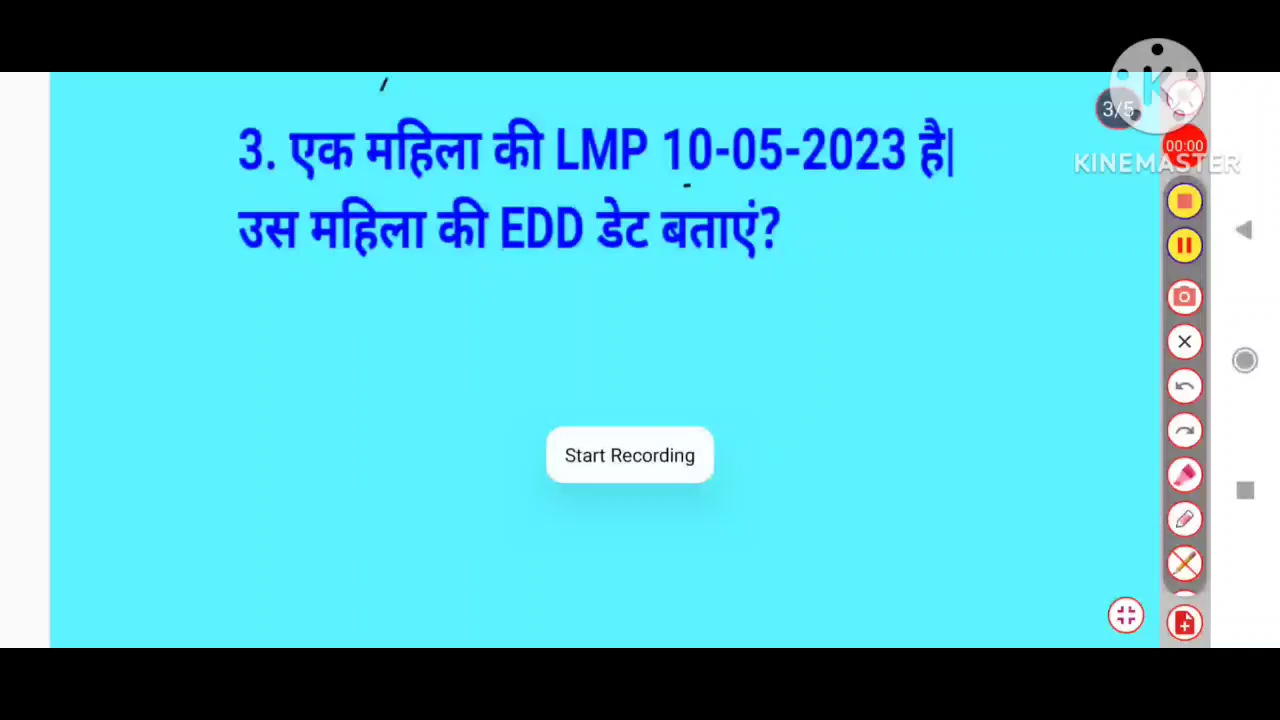 3. एक महिला की LMP 10-05-2023 है|
उस महिला की EDD डेट बताएं?
3/5
00:00
KINEMASTER
Start Recording